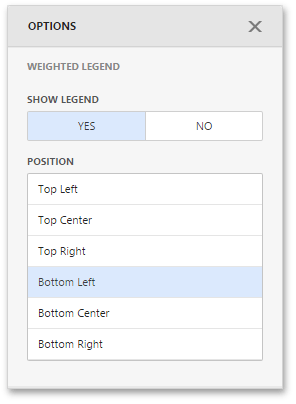 OPTIONS
WEIGHTED LEGEND
SHOW LEGEND
YES NO
POSITION
Top Left
Top Center
Top Right
Bottom Left
Bottom Center
Bottom Right